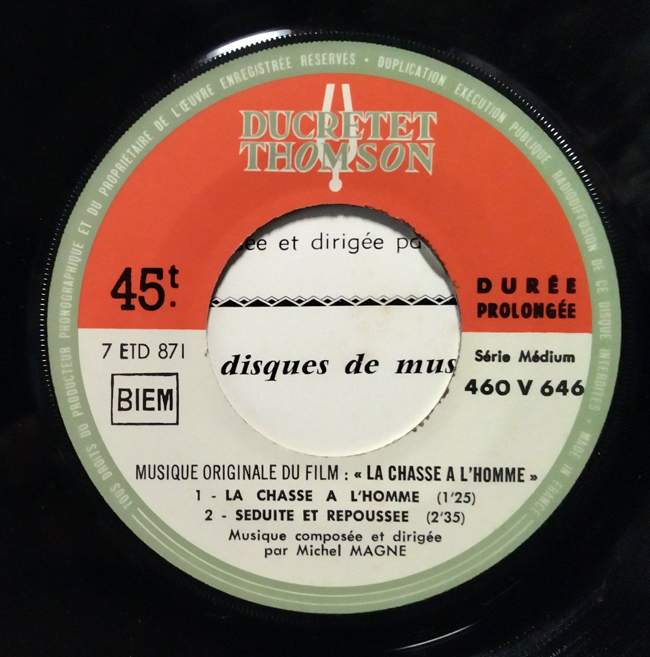 TOUS DROITS DU PRODUCTEUR PHONOGRAPHIQUE ET DU PROPRIÉTAIRE DE L'ŒUVRE ENREGISTRÉE RESERVÉS • DUPLICATION, EXÉCUTION PUBLIQUE RADIODIFFUSION DE CE DISQUE INTERDITES • MADE IN FRANCE
DUCRETET
THOMSON
ée et dirigée pa
45t.
DURÉE
PROLONGÉE
7 ETD 871
disques de mus
Série Médium
BIEM
460 V 646
MUSIQUE ORIGINALE DU FILM : « LA CHASSE A L'HOMME »
1 - LA CHASSE A L'HOMME (1'25)
2 - SEDUITE ET REPOUSSEE (2'35)
Musique composée et dirigée
par Michel MAGNE